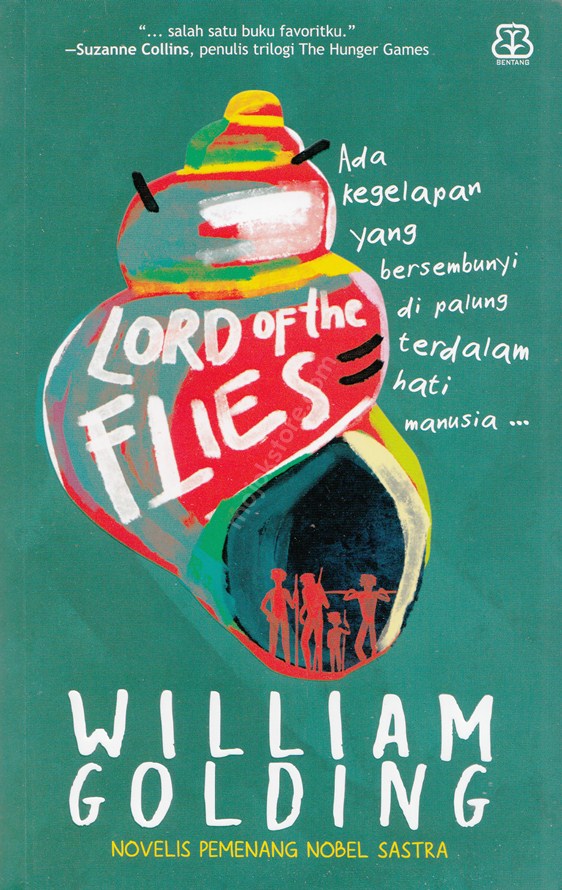 "... salah satu buku favoritku."
—Suzanne Collins, penulis trilogi The Hunger Games
BENTANG
Ada
kegelapan
yang
bersembunyi
di palung
terdalam
hati
manusia ...
LORD OF the
FLIES
WILLIAM
GOLDING
NOVELIS PEMENANG NOBEL SASTRA